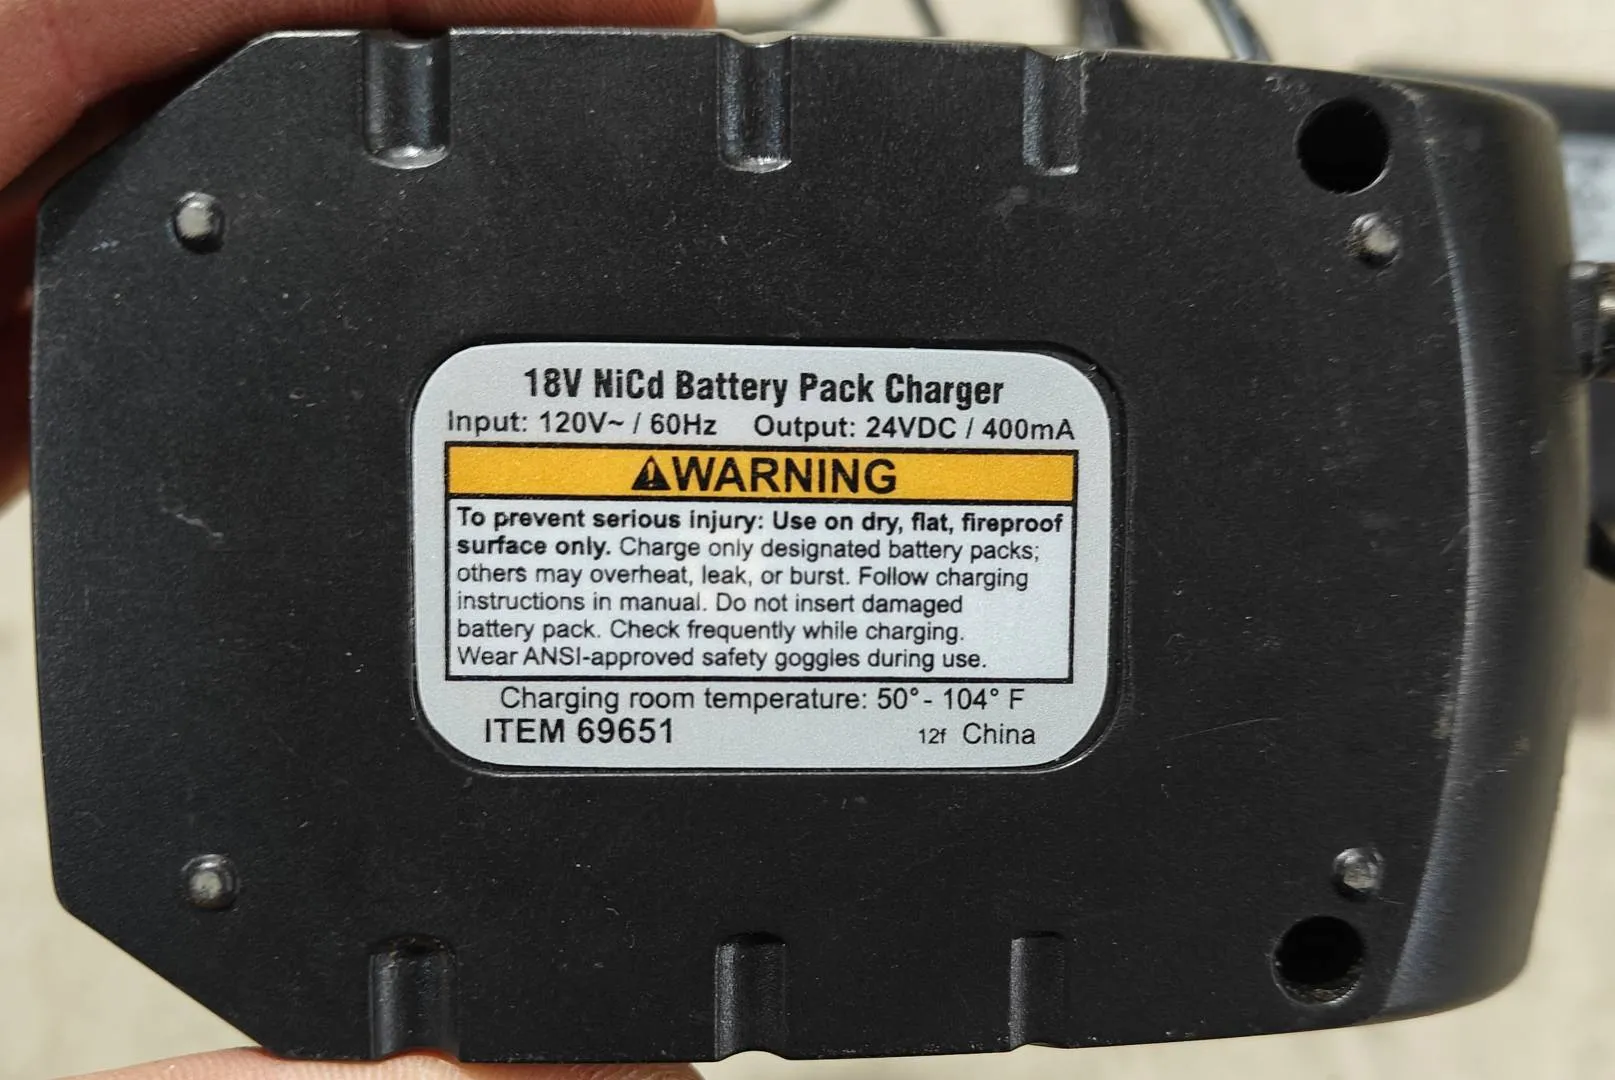 18V NiCd Battery Pack Charger
Input: 120V~ / 60Hz Output: 24VDC / 400mA
⚠WARNING
To prevent serious injury: Use on dry, flat, fireproof
surface only. Charge only designated battery packs;
others may overheat, leak, or burst. Follow charging
instructions in manual. Do not insert damaged
battery pack. Check frequently while charging.
Wear ANSI-approved safety goggles during use.
Charging room temperature: 50° - 104° F
ITEM 69651 12f China